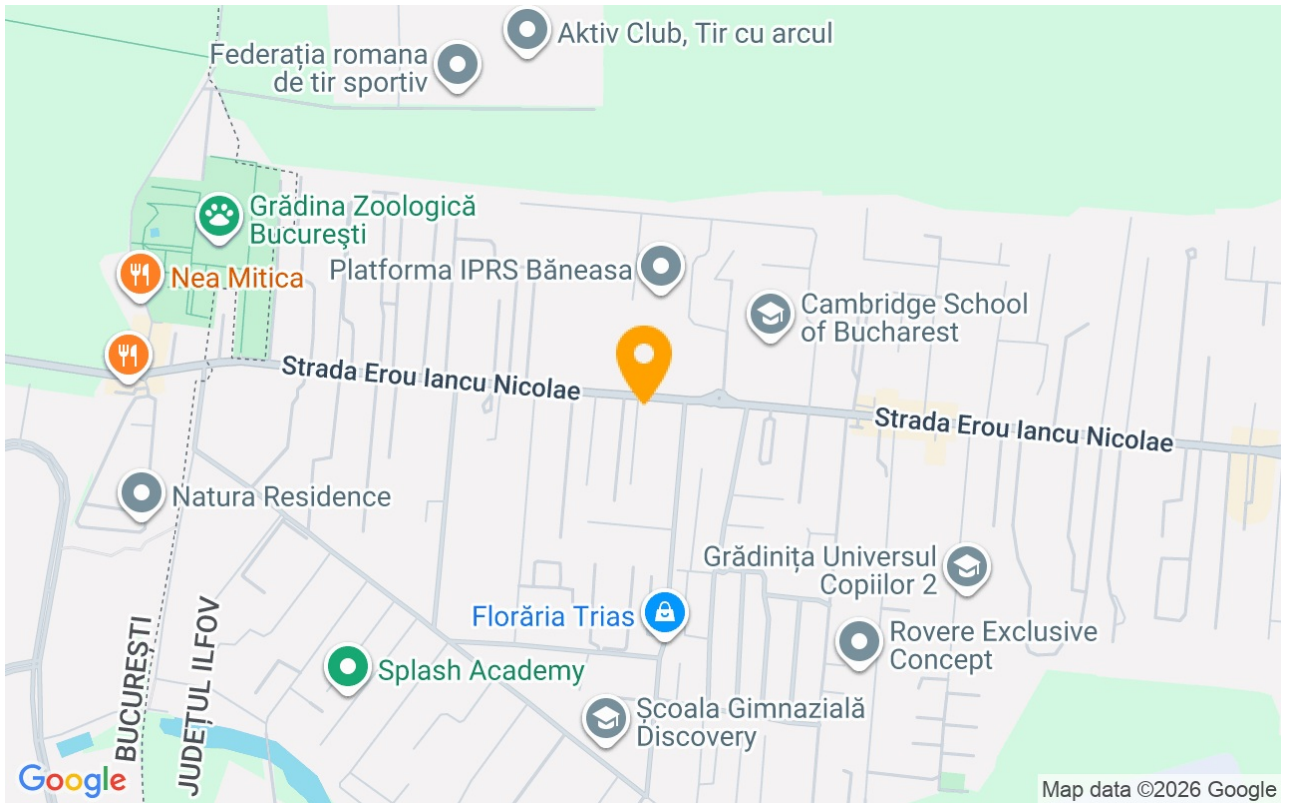 Aktiv Club, Tir cu arcul
Federația romana
de tir sportiv
Grădina Zoologică
București
Nea Mitica
Platforma IPRS Băneasa
Cambridge School
of Bucharest
Strada Erou Iancu Nicolae
Strada Erou Iancu Nicolae
Natura Residence
Grădinița Universul
Copiilor 2
Florăria Trias
Rovere Exclusive
Concept
BUCUREȘTI
JUDEȚUL ILFOV
Splash Academy
Școala Gimnazială
Discovery
Google
Map data ©2026 Google